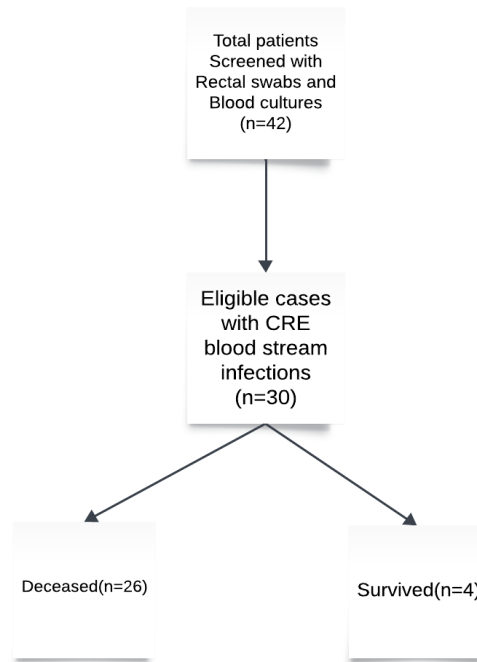 Total patients
Screened with
Rectal swabs and
Blood cultures
(n=42)
Eligible cases
with CRE
blood stream
infections
(n=30)
Deceased(n=26)
Survived(n=4)